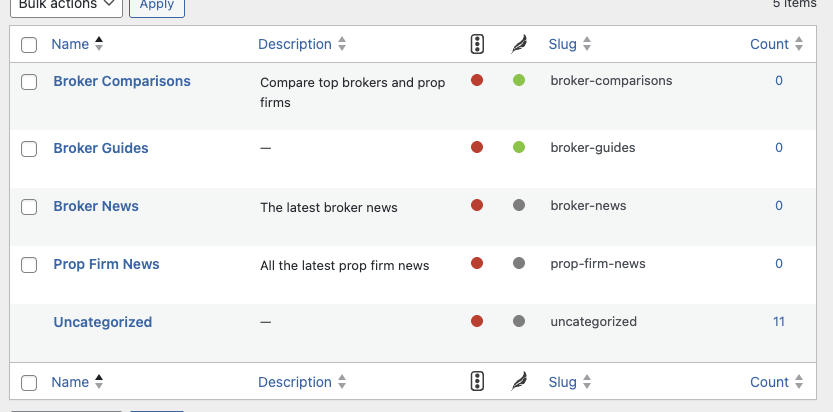 Bulk actions Apply 5 items
Name Description Slug Count
Broker Comparisons Compare top brokers and prop broker-comparisons 0
firms
Broker Guides — broker-guides 0
Broker News The latest broker news broker-news 0
Prop Firm News All the latest prop firm news prop-firm-news 0
Uncategorized — uncategorized 11
Name Description Slug Count